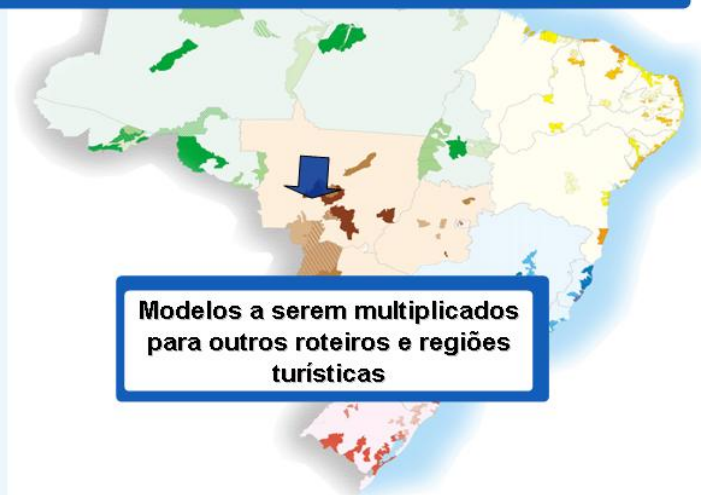 Modelos a serem multiplicados
para outros roteiros e regiões
turísticas